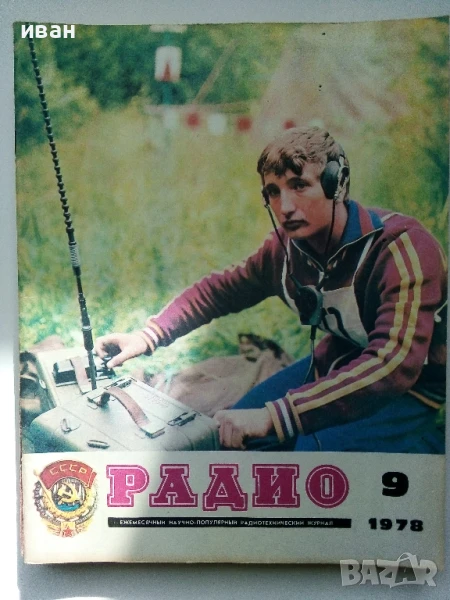 иван
РАДИО
9
ЕЖЕМЕСЯЧНЫЙ НАУЧНО-ПОПУЛЯРНЫЙ РАДИОТЕХНИЧЕСКИЙ ЖУРНАЛ
1978
СССР
BAZAR